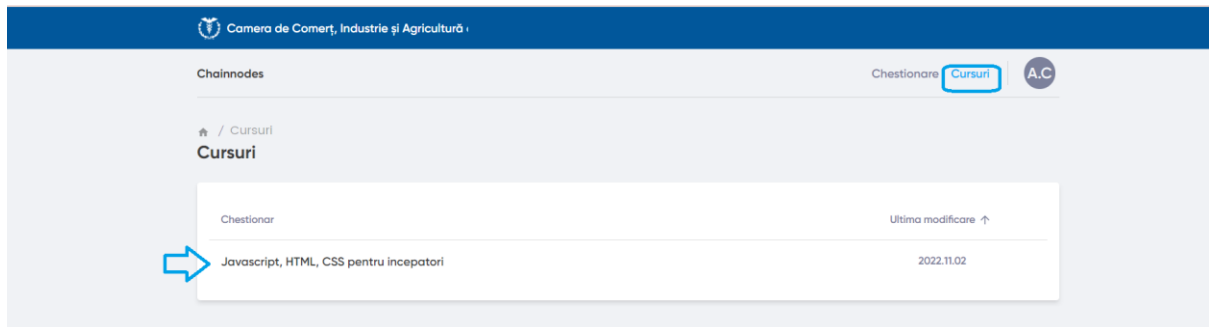 Camera de Comerț, Industrie și Agricultură
Chainnodes
Chestionare Cursuri A.C
/ Cursuri
Cursuri
Chestionar Ultima modificare ↑
Javascript, HTML, CSS pentru incepatori 2022.11.02